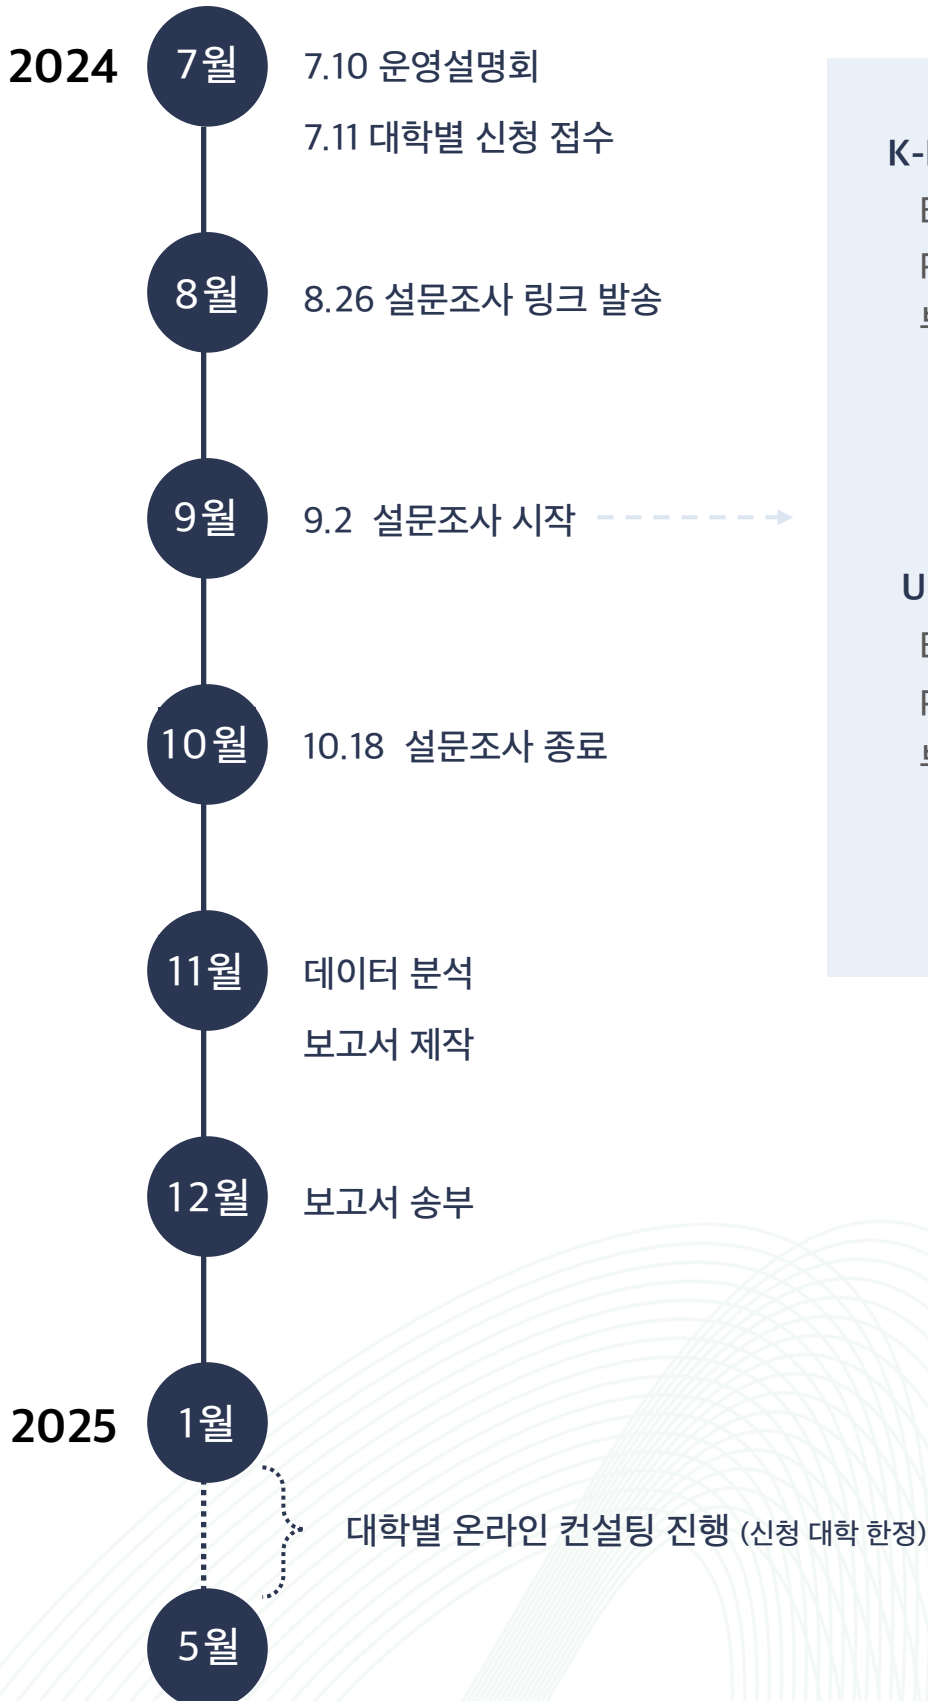 2024
7월
7.10 운영설명회
7.11 대학별 신청 접수
8월
8.26 설문조사 링크 발송
9월
9.2 설문조사 시작
10월
10.18 설문조사 종료
11월
데이터 분석
보고서 제작
12월
보고서 송부
2025
1월
대학별 온라인 컨설팅 진행 (신청 대학 한정)
5월
K-
U